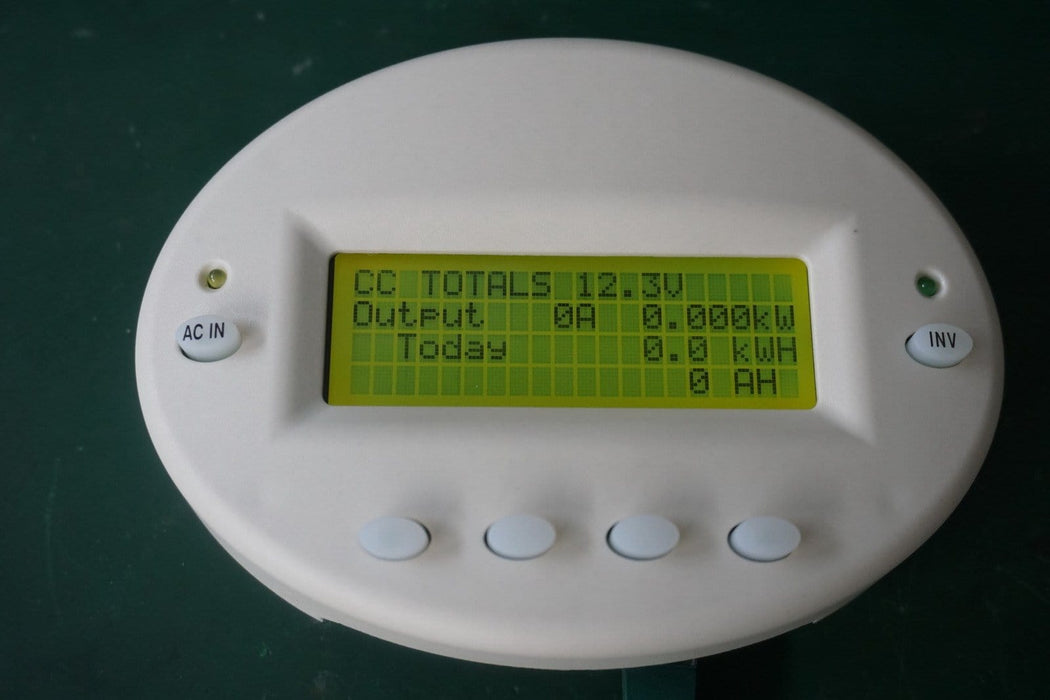 CC TOTALS 12.3V
Output 0A 0.000kW
Today 0.0 kWH
0 AH
AC IN
INV